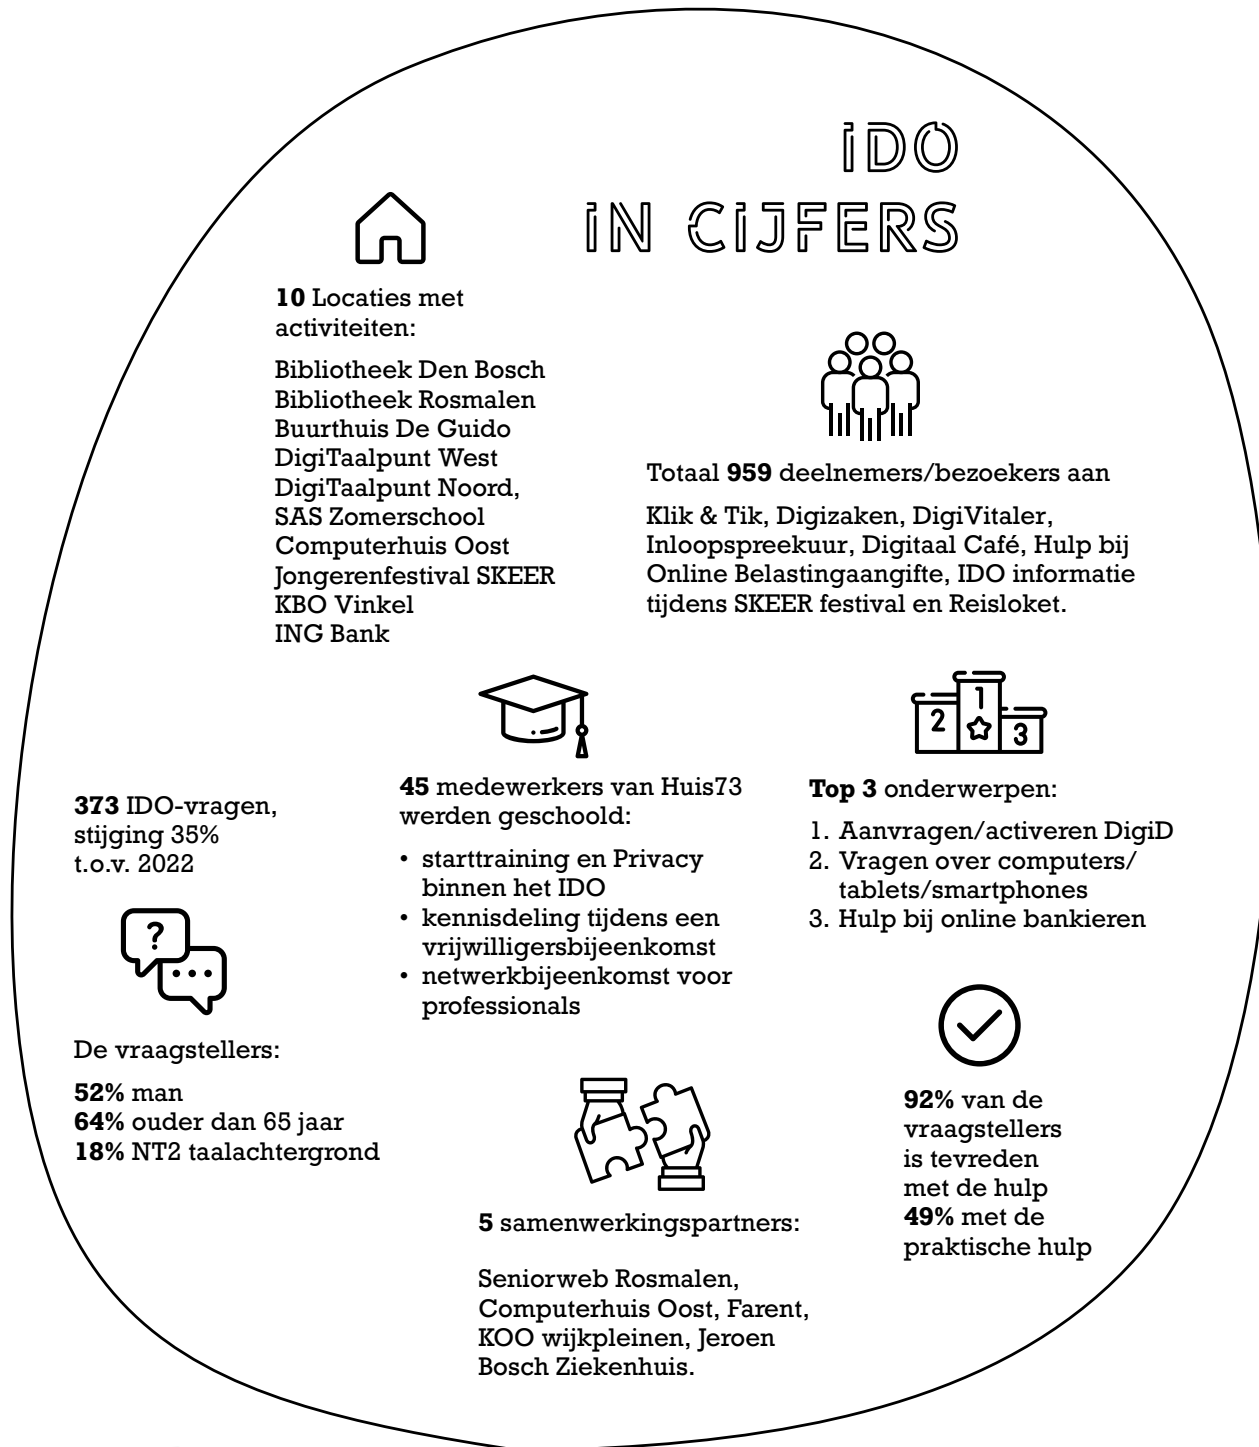 iDO
iN CiJFERS
10 Locaties met
activiteiten:
Bibliotheek Den Bosch
Bibliotheek Rosmalen
Buurthuis De Guido
DigiTaalpunt West
DigiTaalpunt Noord,
SAS Zomerschool
Computerhuis Oost
Jongerenfestival SKEER
KBO Vinkel
ING Bank
Totaal 959 deelnemers/bezoekers aan
Klik & Tik, Digizaken, DigiVitaler,
Inloopspreekuur, Digitaal Café, Hulp bij
Online Belastingaangifte, IDO informatie
tijdens SKEER festival en Reisloket.
373 IDO-vragen,
stijging 35%
t.o.v. 2022
?
De vraagstellers:
52% man
64% ouder dan 65 jaar
18% NT2 taalachtergrond
45 medewerkers van Huis73
werden geschoold:
• starttraining en Privacy
binnen het IDO
• kennisdeling tijdens een
vrijwilligersbijeenkomst
• netwerkbijeenkomst voor
professionals
2 1 3
Top 3 onderwerpen:
1. Aanvragen/activeren DigiD
2. Vragen over computers/
tablets/smartphones
3. Hulp bij online bankieren
5 samenwerkingspartners:
Seniorweb Rosmalen,
Computerhuis Oost, Farent,
KOO wijkpleinen, Jeroen
Bosch Ziekenhuis.
92% van de
vraagstellers
is tevreden
met de hulp
49% met de
praktische hulp